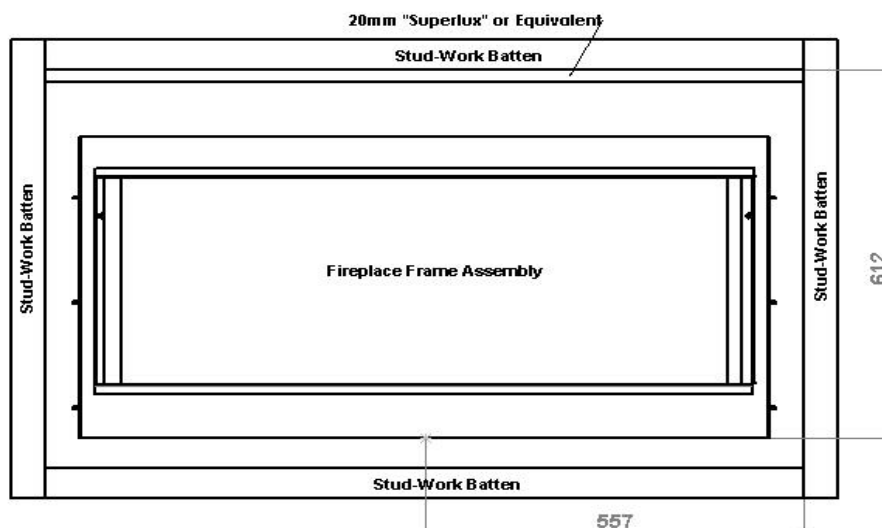 20mm "Superlux" or Equivalent
Stud-Work Batten
Stud-Work Batten
Stud-Work Batten
612
Fireplace Frame Assembly
Stud-Work Batten
557